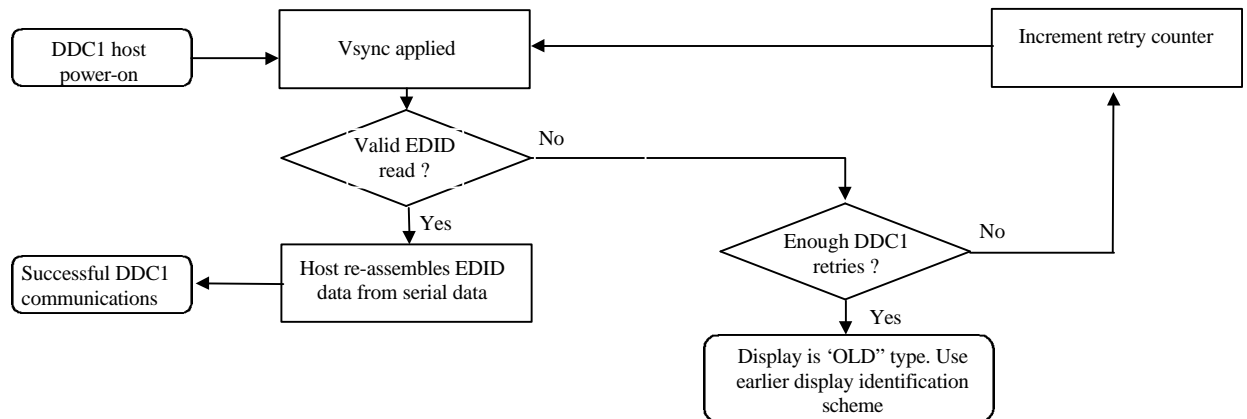 DDC1 host
power-on
Vsync applied
Increment retry counter
Valid EDID
read ?
No
Yes
Enough DDC1
retries ?
No
Host re-assembles EDID
data from serial data
Successful DDC1
communications
Yes
Display is ‘OLD” type. Use
earlier display identification
scheme